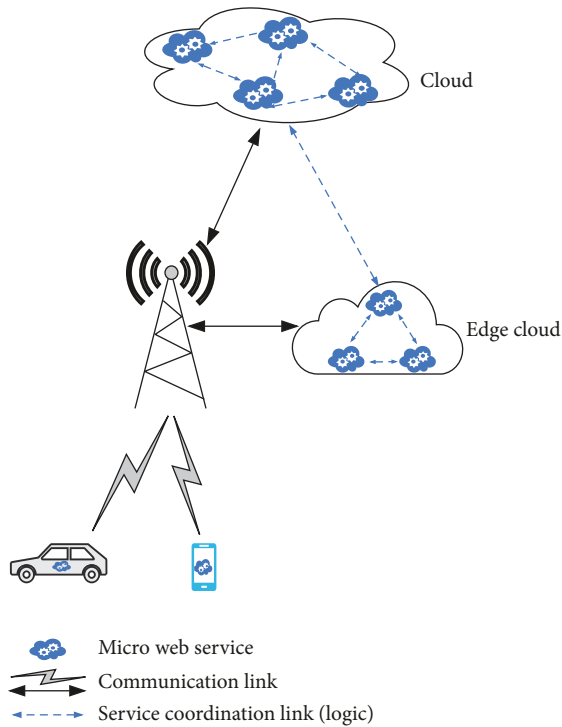 Cloud
Edge cloud
Micro web service
Communication link
Service coordination link (logic)